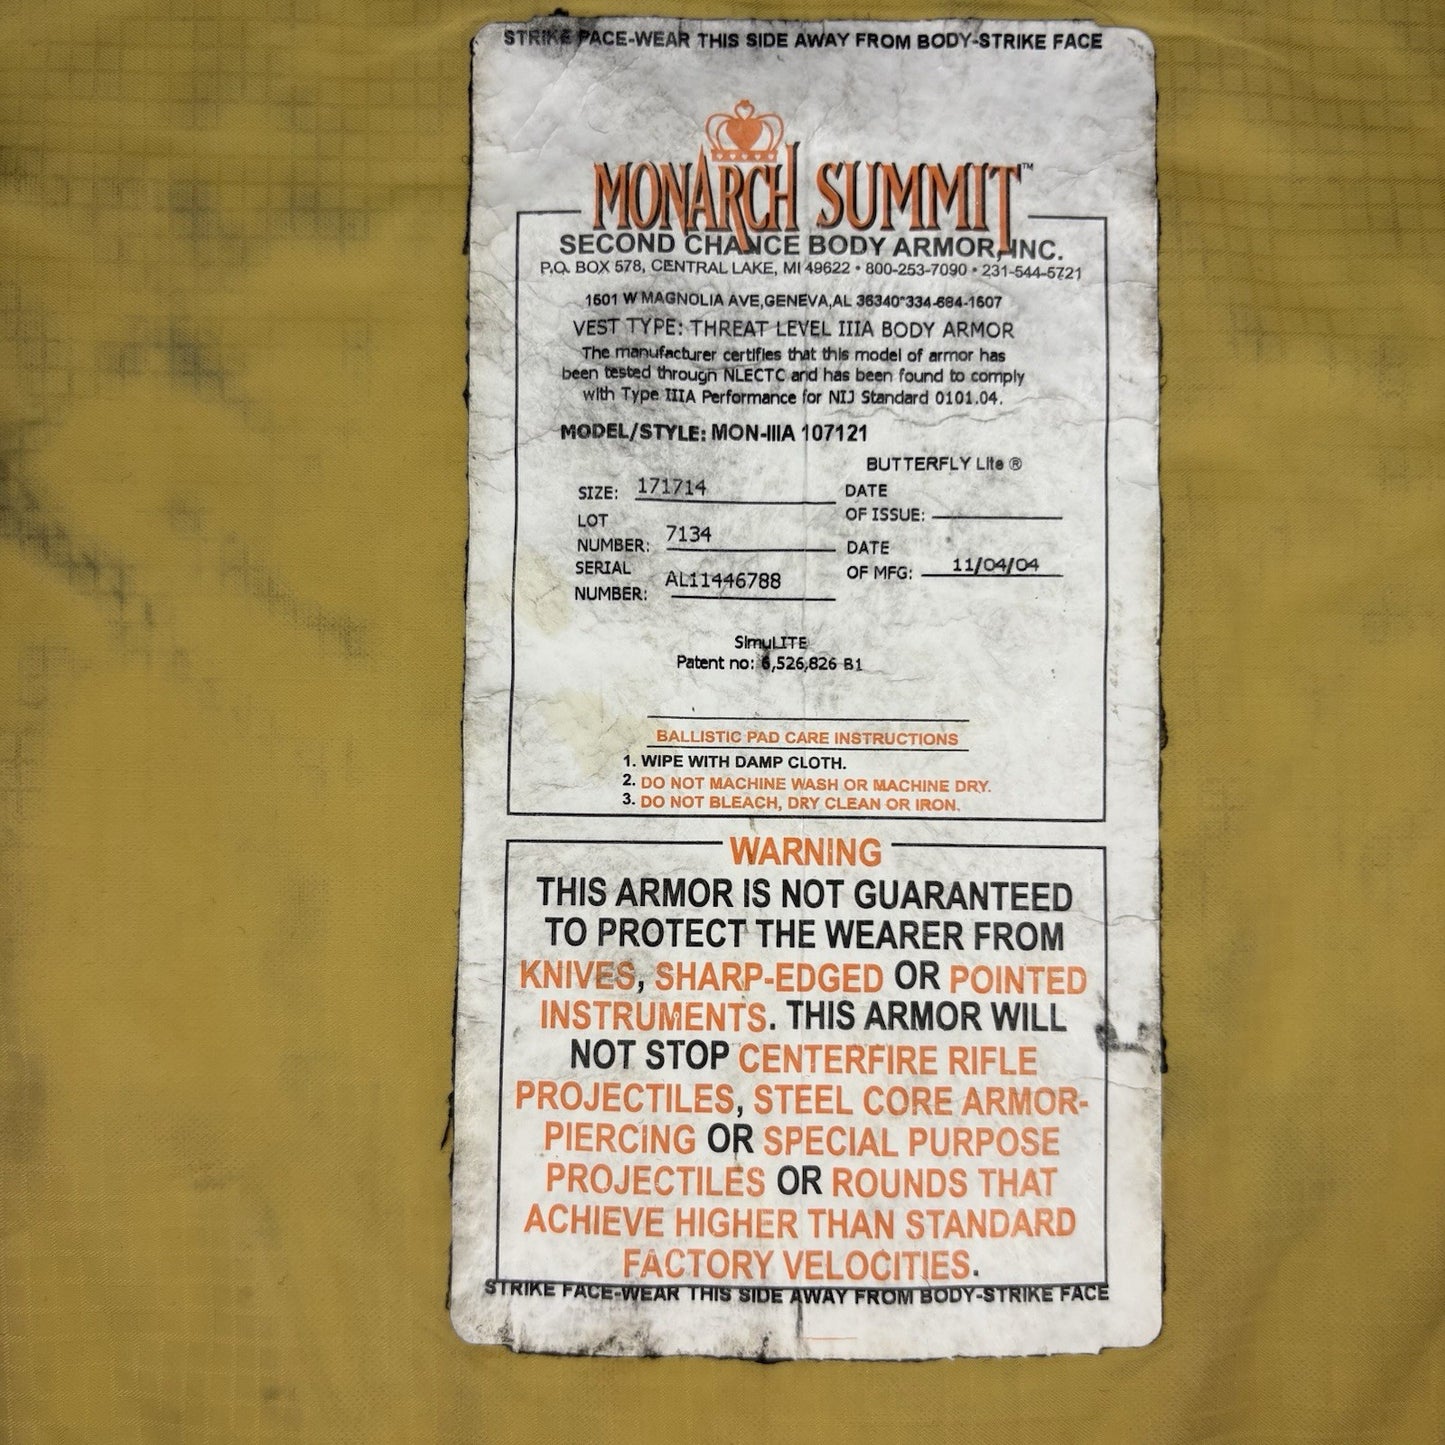 STRIKE FACE-WEAR THIS SIDE AWAY FROM BODY-STRIKE FACE
MONARCH SUMMIT™
SECOND CHANCE BODY ARMOR, INC.
P.O. BOX 578, CENTRAL LAKE, MI 49622 • 800-253-7090 • 231-544-5721
1601 W MAGNOLIA AVE,GENEVA,AL 36340*334-684-1607
VEST TYPE: THREAT LEVEL IIIA BODY ARMOR
The manufacturer certifies that this model of armor has
been tested through NLECTC and has been found to comply
with Type IIIA Performance for NIJ Standard 0101.04.
MODEL/STYLE: MON-IIIA 107121
BUTTERFLY Lite ®
SIZE: 171714
LOT
NUMBER: 7134
SERIAL
NUMBER: AL11446788
DATE
OF ISSUE:
DATE
OF MFG: 11/04/04
SimuLITE
Patent no: 6,526,826 B1
BALLISTIC PAD CARE INSTRUCTIONS
1. WIPE WITH DAMP CLOTH.
2. DO NOT MACHINE WASH OR MACHINE DRY.
3. DO NOT BLEACH, DRY CLEAN OR IRON.
WARNING
THIS ARMOR IS NOT GUARANTEED
TO PROTECT THE WEARER FROM
KNIVES, SHARP-EDGED OR POINTED
INSTRUMENTS. THIS ARMOR WILL
NOT STOP CENTERFIRE RIFLE
PROJECTILES, STEEL CORE ARMOR-
PIERCING OR SPECIAL PURPOSE
PROJECTILES OR ROUNDS THAT
ACHIEVE HIGHER THAN STANDARD
FACTORY VELOCITIES.
STRIKE FACE-WEAR THIS SIDE AWAY FROM BODY-STRIKE FACE